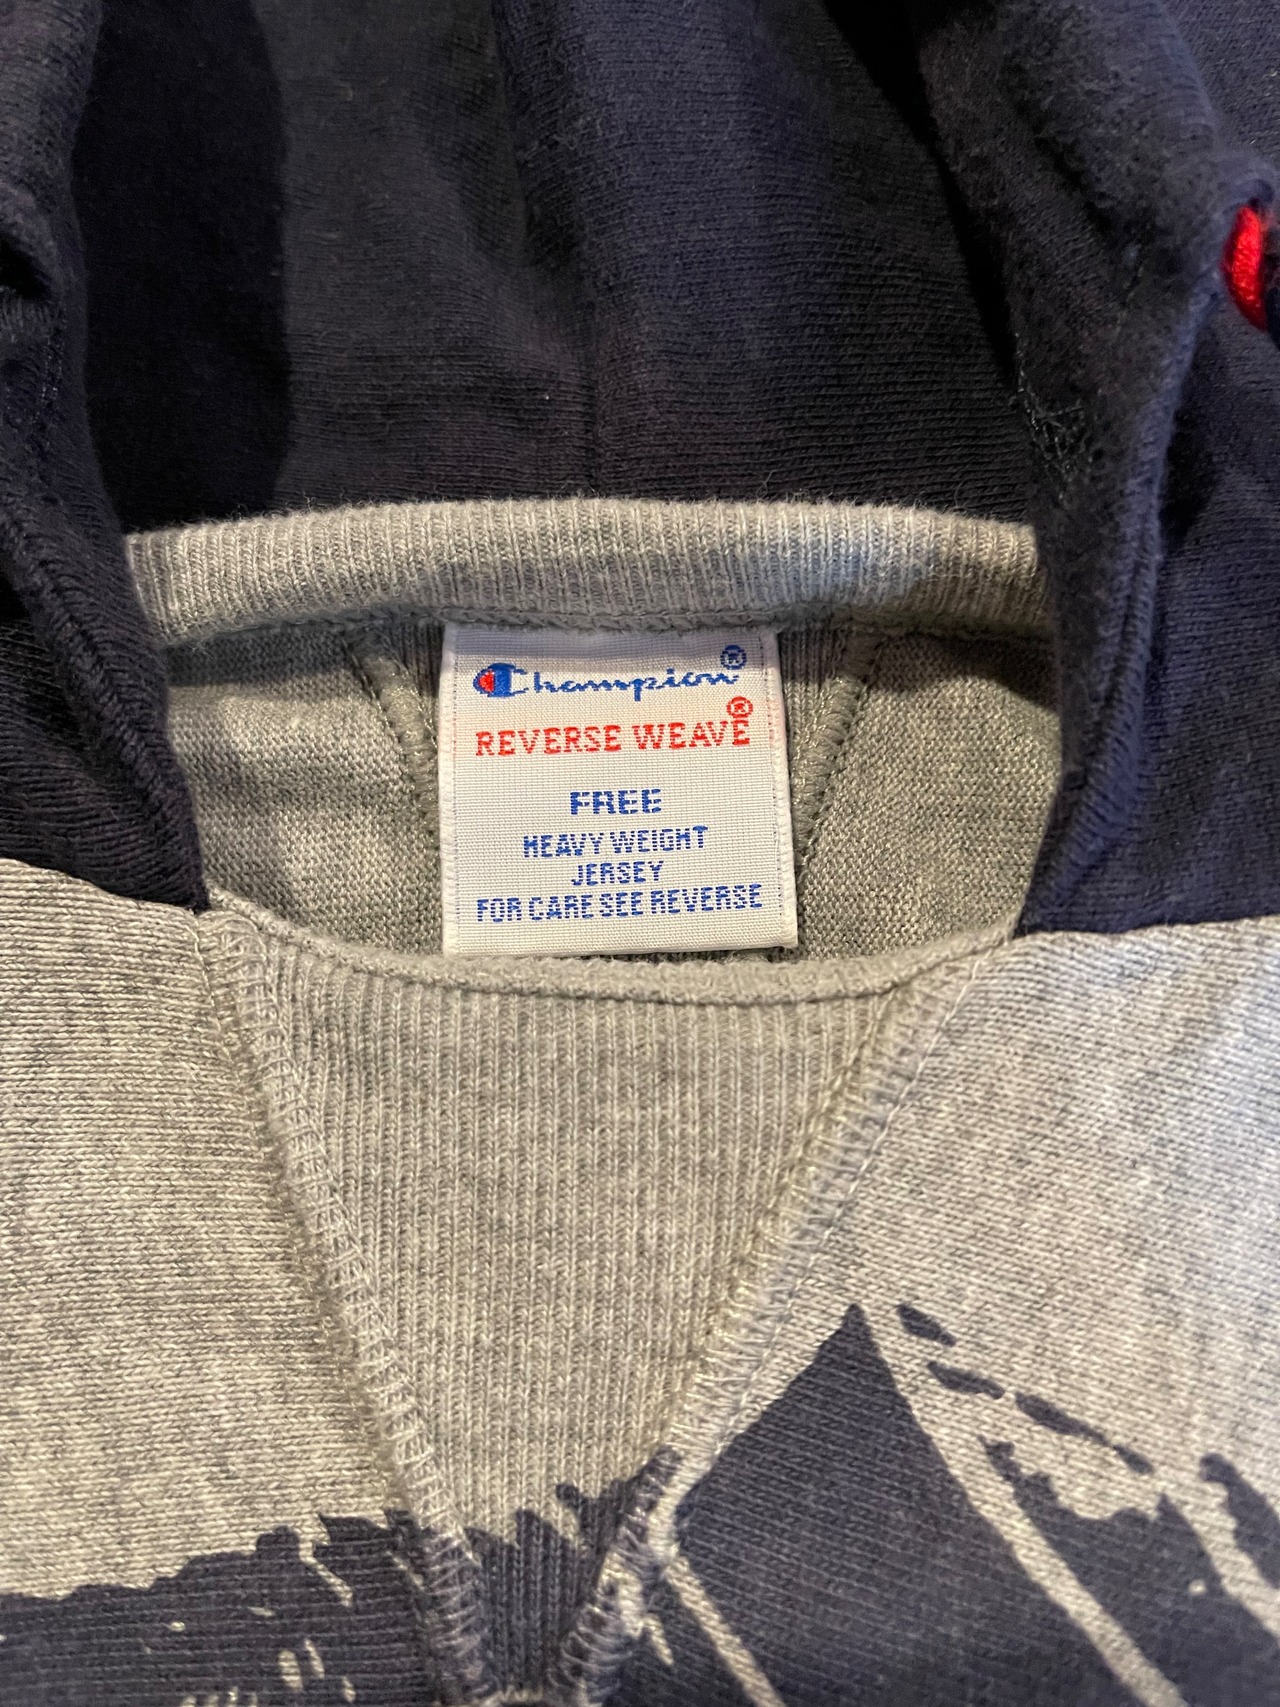 Champion®
REVERSE WEAVE®
FREE
HEAVY WEIGHT
JERSEY
FOR CARE SEE REVERSE